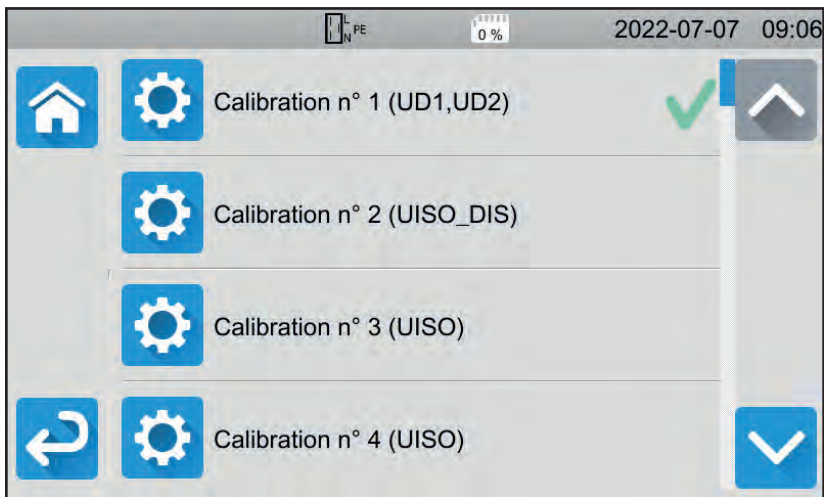 L
N PE
0 %
2022-07-07 09:06
Calibration n° 1 (UD1,UD2)
Calibration n° 2 (UISO_DIS)
Calibration n° 3 (UISO)
Calibration n° 4 (UISO)